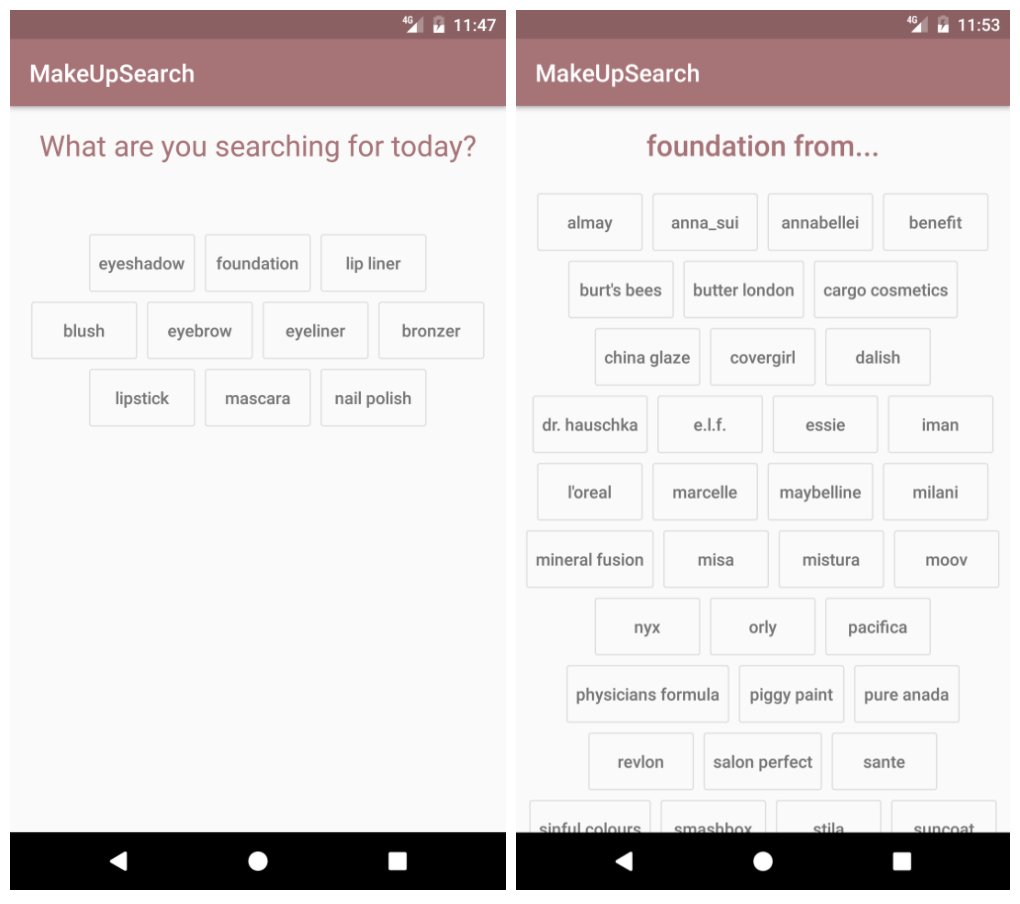 4G 11:47
MakeUpSearch
What are you searching for today?
eyeshadow foundation lip liner
blush eyebrow eyeliner bronzer
lipstick mascara nail polish
4G 11:53
MakeUpSearch
foundation from...
almay anna_sui annabellei benefit
burt's bees butter london cargo cosmetics
china glaze covergirl dalish
dr. hauschka e.l.f. essie iman
l'oreal marcelle maybelline milani
mineral fusion misa mistura moov
nyx orly pacifica
physicians formula piggy paint pure anada
revlon salon perfect sante
sinful colours smashbox stila suncoat